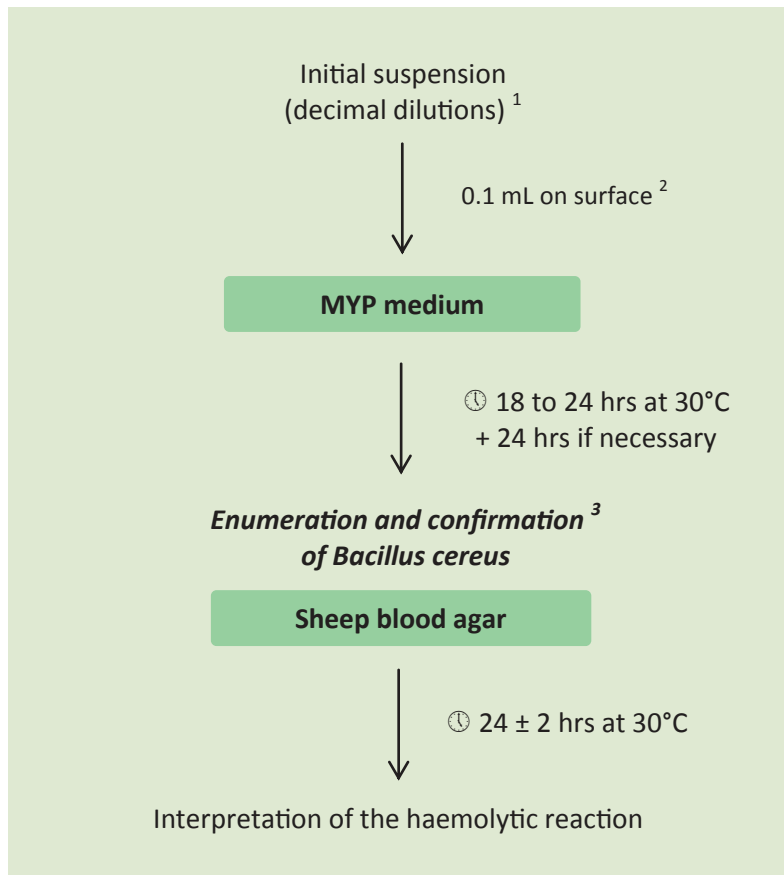 Initial suspension
(decimal dilutions) 1
0.1 mL on surface 2
MYP medium
18 to 24 hrs at 30°C
+ 24 hrs if necessary
Enumeration and confirmation 3
of Bacillus cereus
Sheep blood agar
24 ± 2 hrs at 30°C
Interpretation of the haemolytic reaction